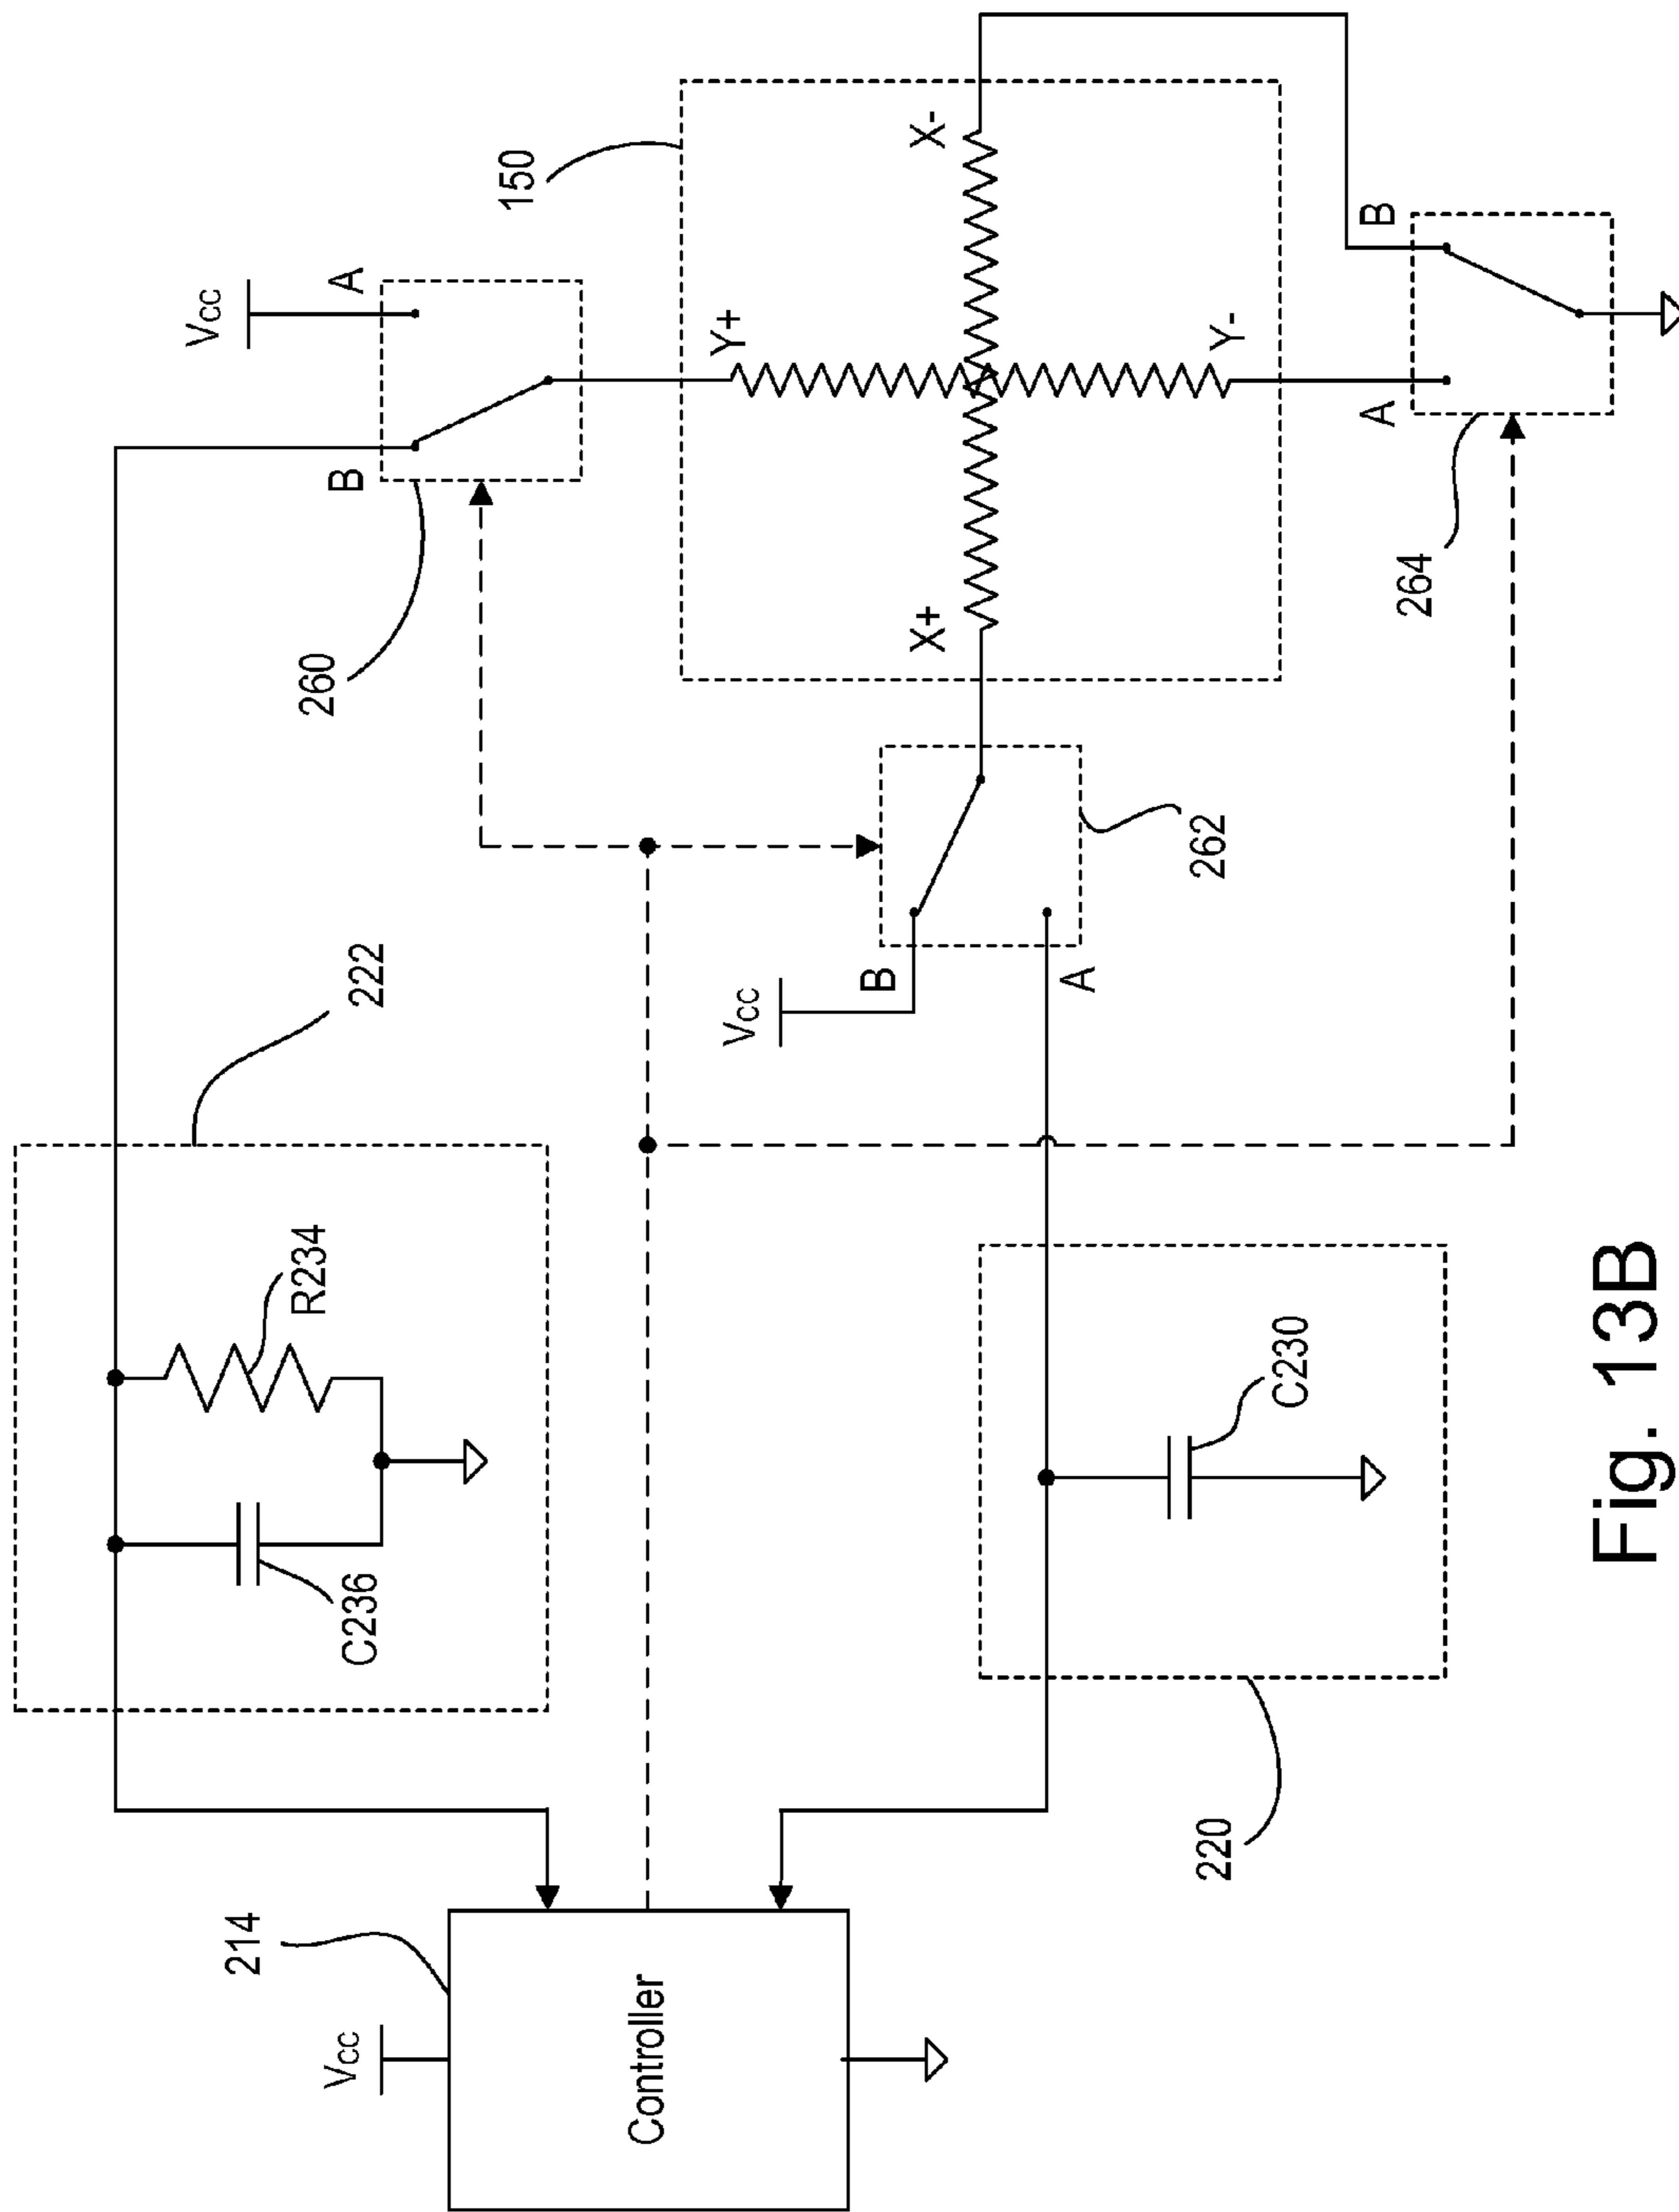 214
Vcc
Controller
222
C236
R234
220
C230
260
B
Vcc
A
262
Vcc
B
A
150
Y+
X+
X-
Y-
264
A
B
Fig. 13B